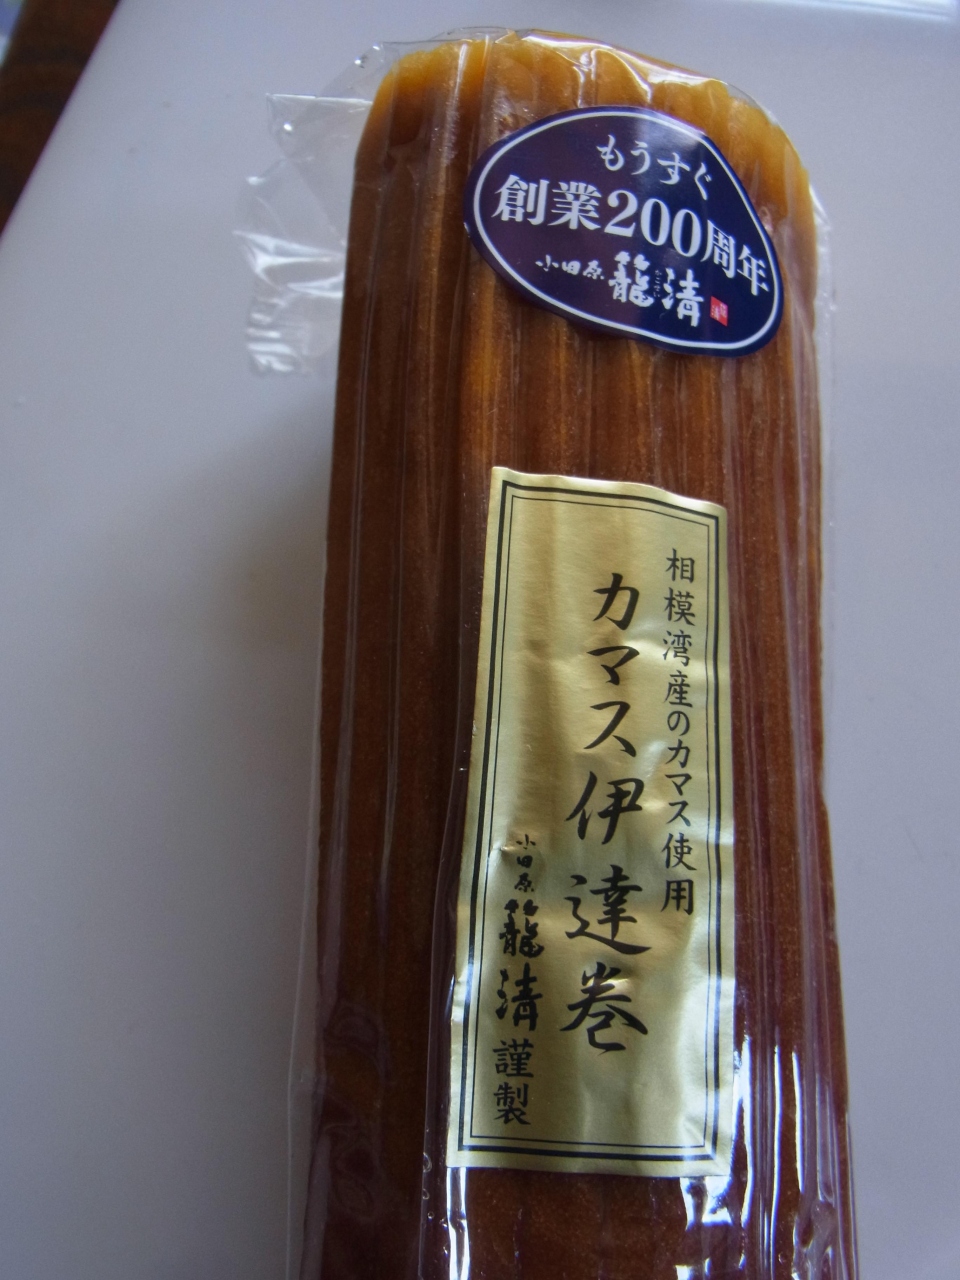 もうすぐ
創業200周年
小田原 籠清
相模湾産のカマス使用
カマス伊達巻
小田原 籠清 謹製